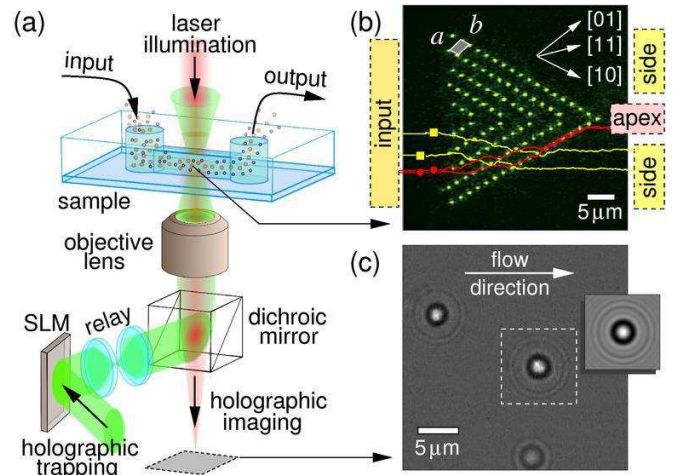 (a)
laser
illumination
input
output
sample
objective
lens
SLM
relay
dichroic
mirror
holographic
imaging
holographic
trapping
(b)
a
b
[01]
[11]
[10]
input
side
apex
side
5 μm
(c)
flow
direction
5 μm